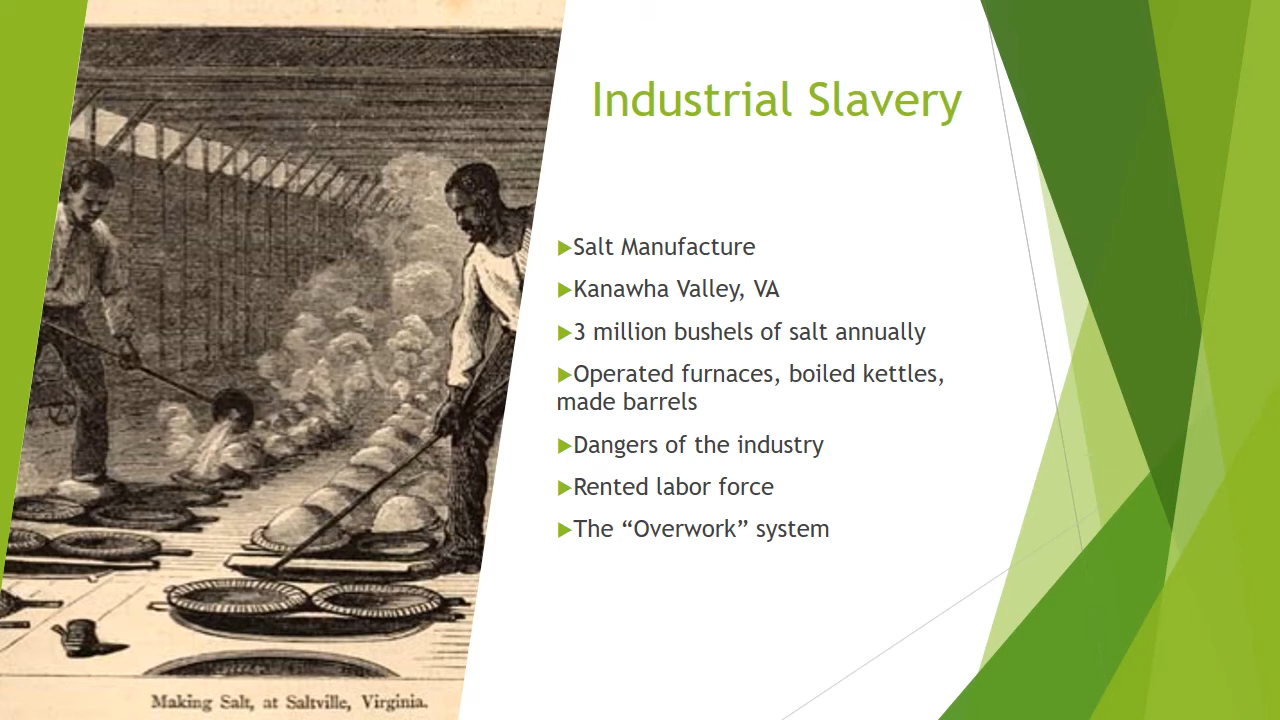 Industrial Slavery
Salt Manufacture
Kanawha Valley, VA
3 million bushels of salt annually
Operated furnaces, boiled kettles,
made barrels
Dangers of the industry
Rented labor force
The “Overwork” system
Making Salt, at Saltville, Virginia.